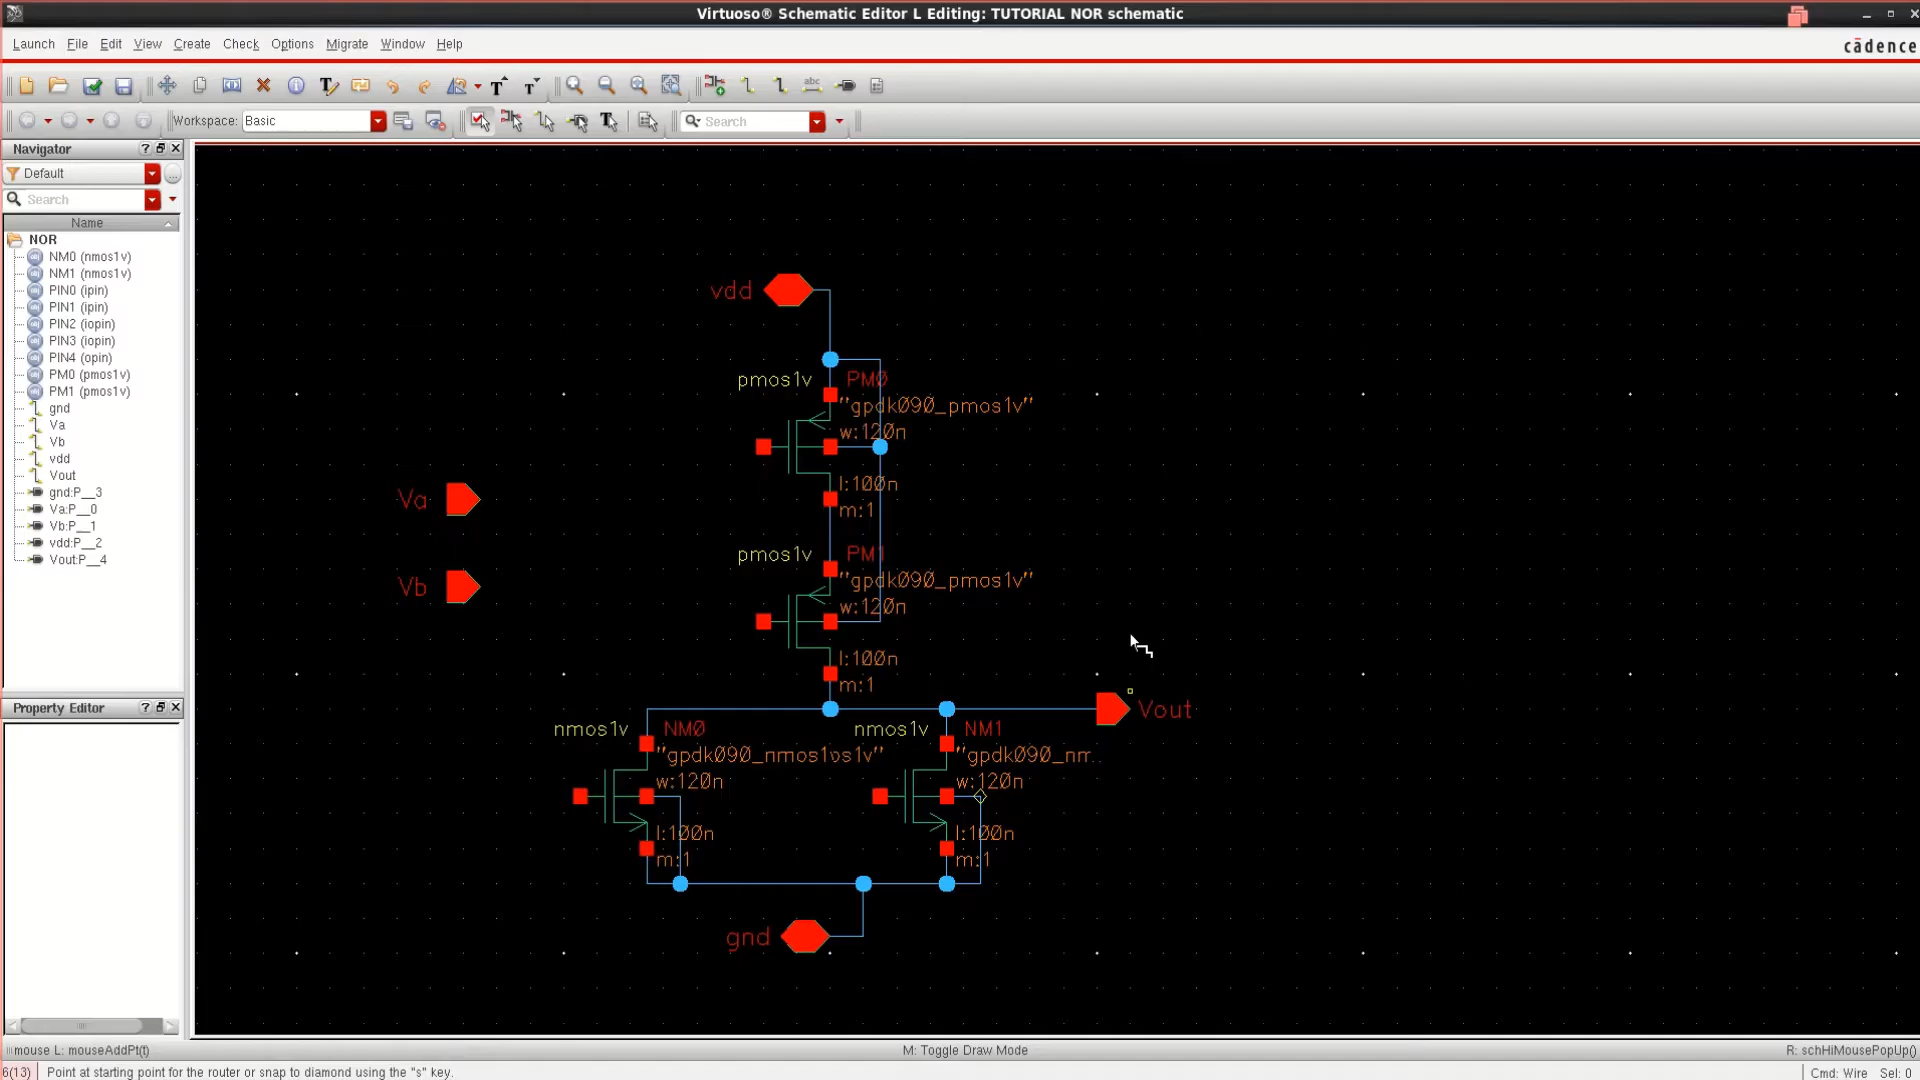 Virtuoso® Schematic Editor L Editing: TUTORIAL NOR schematic
Launch File Edit View Create Check Options Migrate Window Help
cādence
Workspace: Basic
Search
Navigator
Default
Search
Name
NOR
NM0 (nmos1v)
NM1 (nmos1v)
PIN0 (ipin)
PIN1 (ipin)
PIN2 (iopin)
PIN3 (iopin)
PIN4 (opin)
PM0 (pmos1v)
PM1 (pmos1v)
gnd
Va
Vb
vdd
Vout
gnd:P__3
Va:P__0
Vb:P__1
vdd:P__2
Vout:P__4
Property Editor
vdd
pmos1v PM0
"gpdk090_pmos1v"
w:120n
l:100n
m:1
Va
pmos1v PM1
"gpdk090_pmos1v"
Vb
w:120n
l:100n
m:1
Vout
nmos1v NM0
"gpdk090_nmos1vs1v"
w:120n
l:100n
m:1
nmos1v NM1
"gpdk090_nm..
w:120n
l:100n
m:1
gnd
mouse L: mouseAddPt(t)
M: Toggle Draw Mode
R: schHiMousePopUp()
6(13) Point at starting point for the router or snap to diamond using the "s" key.
Cmd: Wire Sel: 0